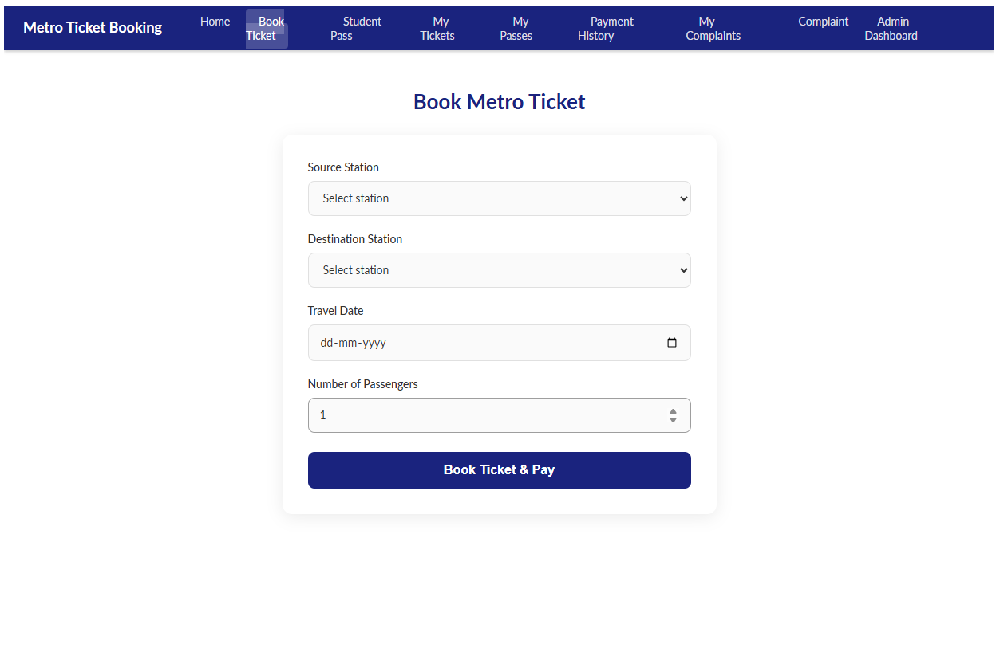 Metro Ticket Booking
Home
Book
Ticket
Student
Pass
My
Tickets
My
Passes
Payment
History
My
Complaints
Complaint
Admin
Dashboard
Book Metro Ticket
Source Station
Select station
Destination Station
Select station
Travel Date
dd-mm-yyyy
Number of Passengers
1
Book Ticket & Pay